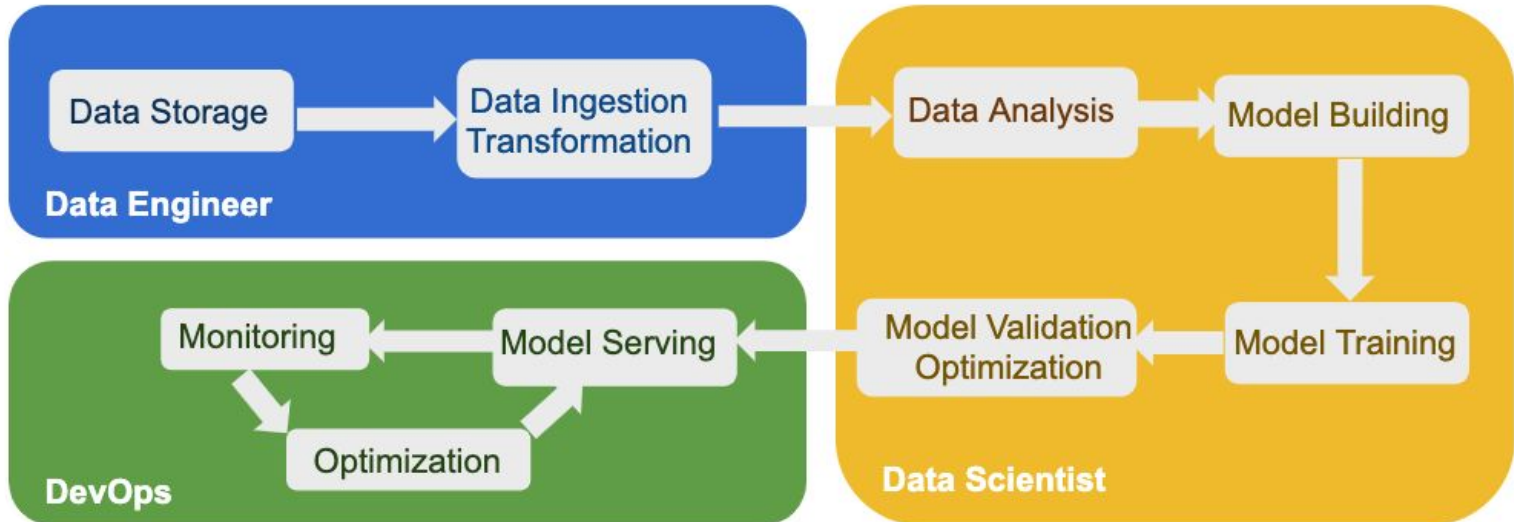 Data Storage
Data Ingestion
Transformation
Data Engineer
Data Analysis
Model Building
Model Training
Model Validation
Optimization
Data Scientist
Model Serving
Monitoring
Optimization
DevOps